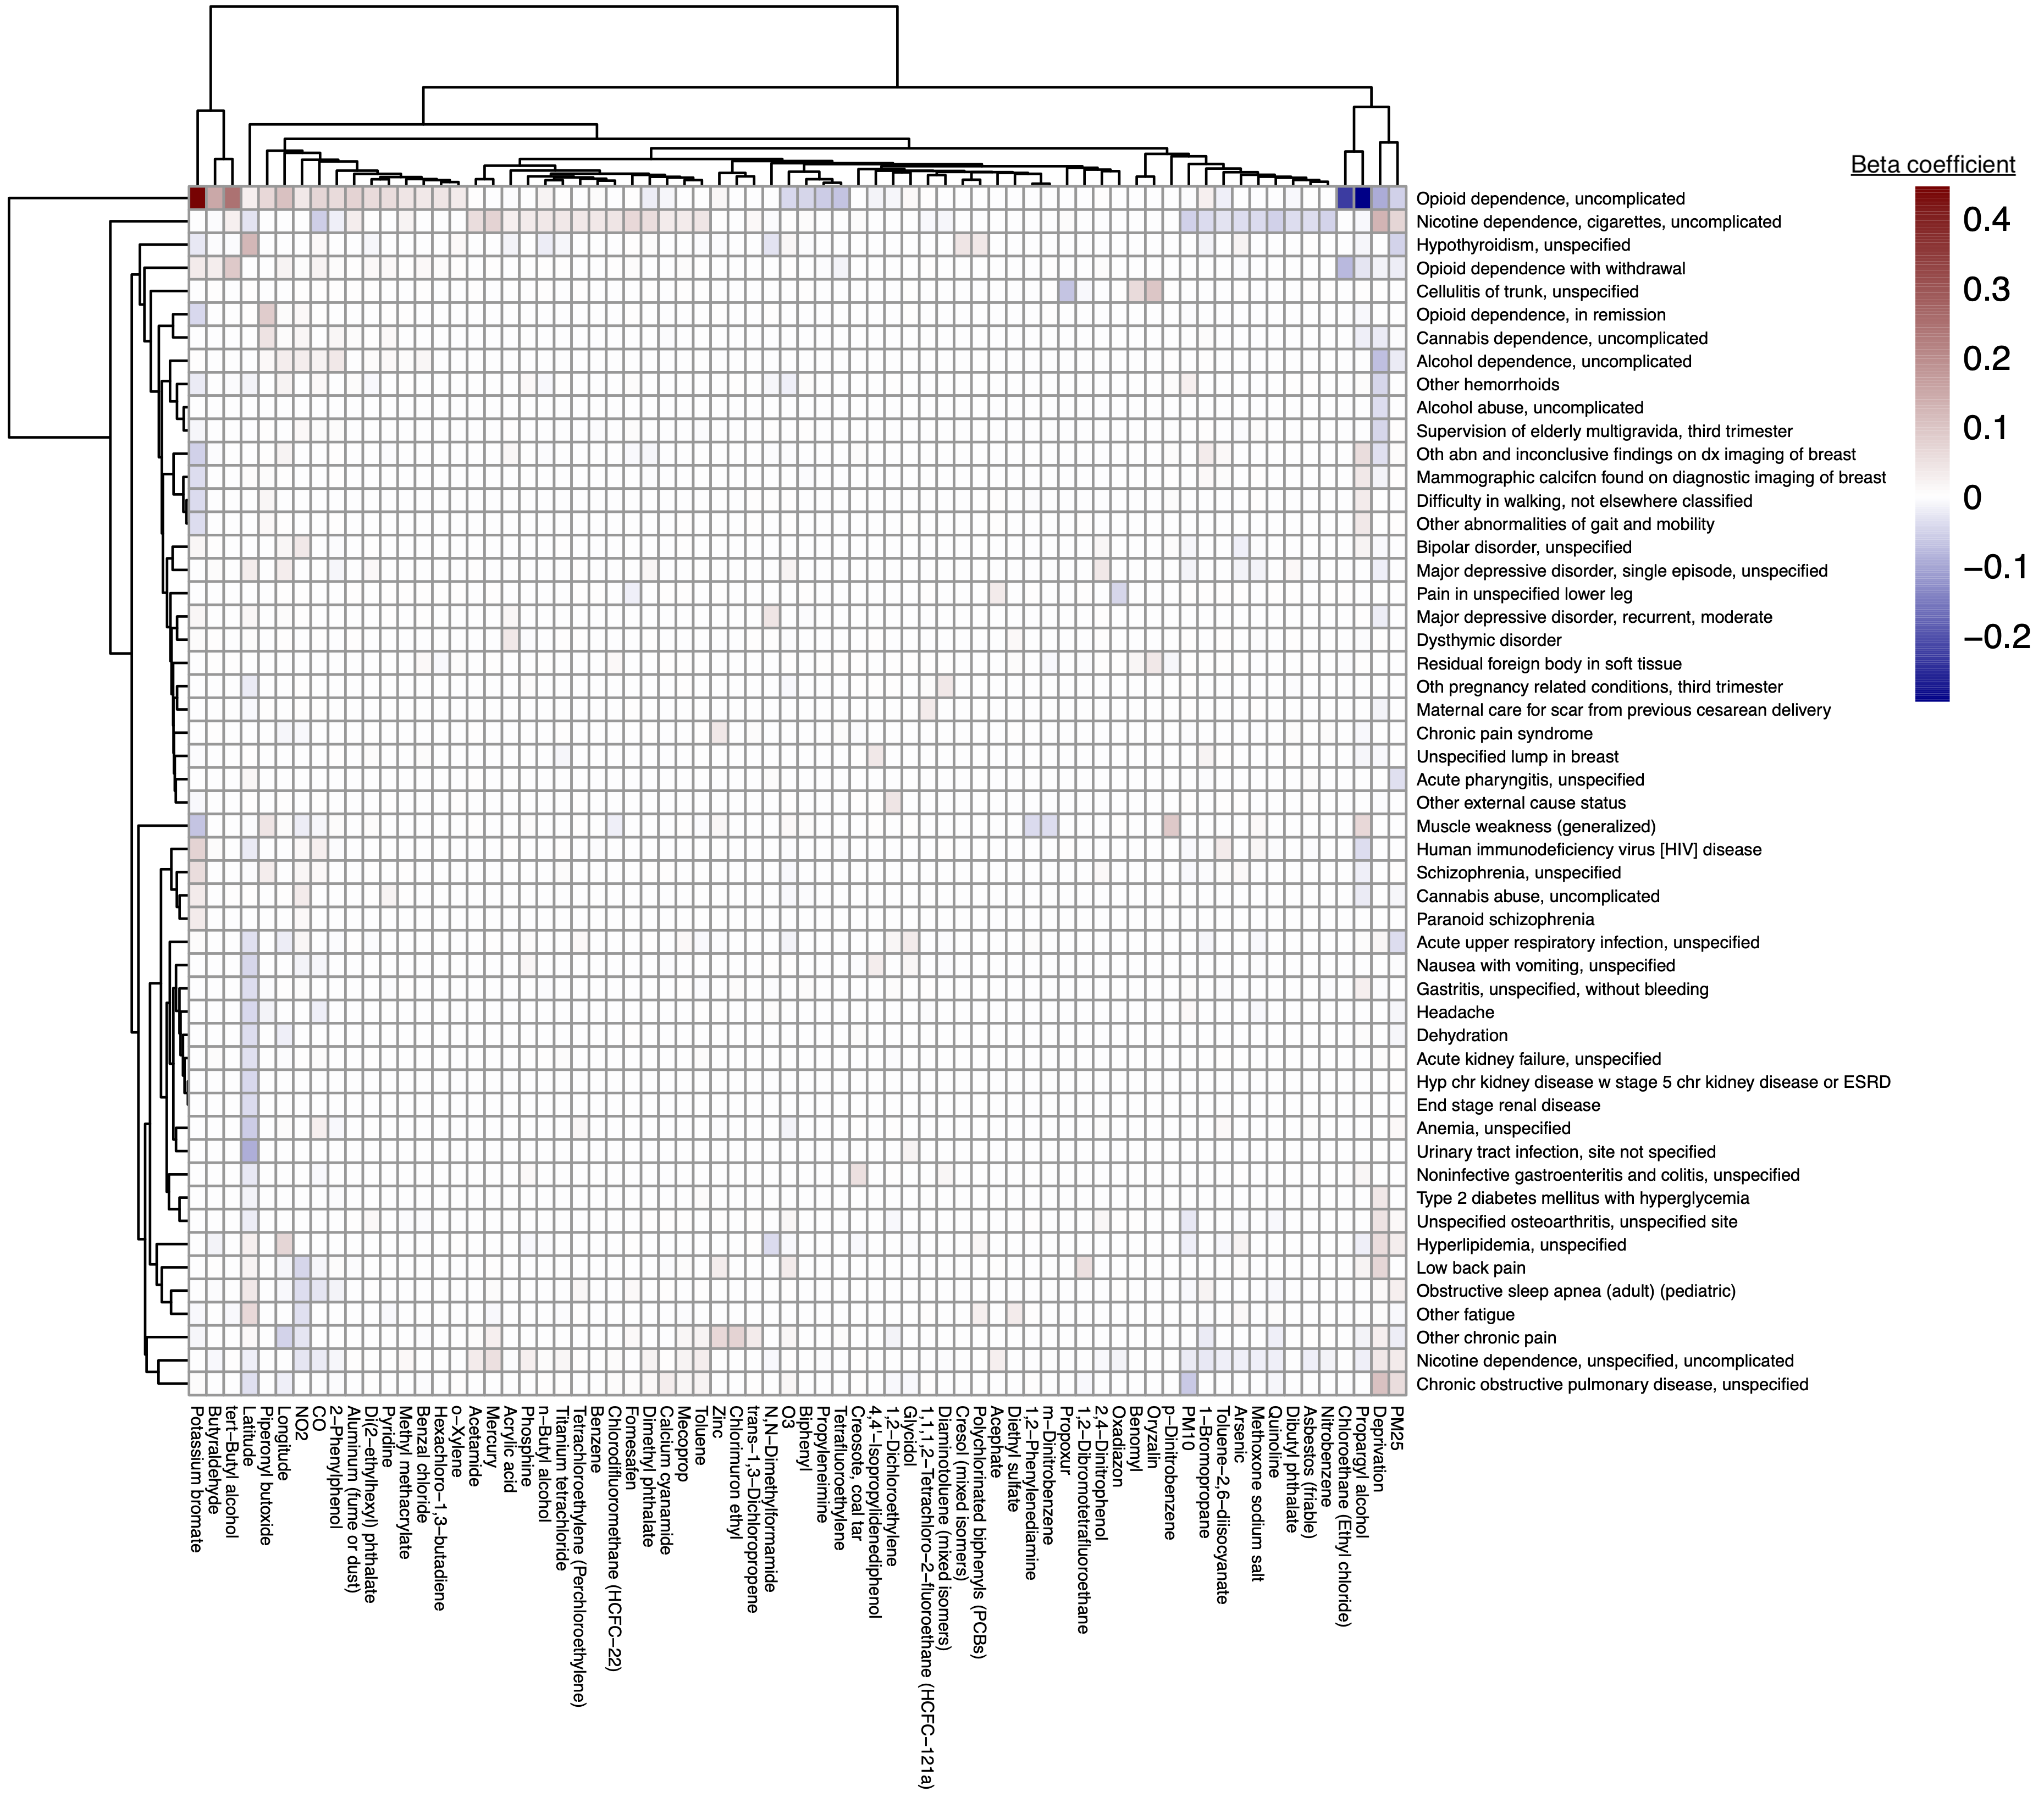 Beta coefficient
0.4
0.3
0.2
0.1
0
−0.1
−0.2
Opioid dependence, uncomplicated
Nicotine dependence, cigarettes, uncomplicated
Hypothyroidism, unspecified
Opioid dependence with withdrawal
Cellulitis of trunk, unspecified
Opioid dependence, in remission
Cannabis dependence, uncomplicated
Alcohol dependence, uncomplicated
Other hemorrhoids
Alcohol abuse, uncomplicated
Supervision of elderly multigravida, third trimester
Oth abn and inconclusive findings on dx imaging of breast
Mammographic calcifcn found on diagnostic imaging of breast
Difficulty in walking, not elsewhere classified
Other abnormalities of gait and mobility
Bipolar disorder, unspecified
Major depressive disorder, single episode, unspecified
Pain in unspecified lower leg
Major depressive disorder, recurrent, moderate
Dysthymic disorder
Residual foreign body in soft tissue
Oth pregnancy related conditions, third trimester
Maternal care for scar from previous cesarean delivery
Chronic pain syndrome
Unspecified lump in breast
Acute pharyngitis, unspecified
Other external cause status
Muscle weakness (generalized)
Human immunodeficiency virus [HIV] disease
Schizophrenia, unspecified
Cannabis abuse, uncomplicated
Paranoid schizophrenia
Acute upper respiratory infection, unspecified
Nausea with vomiting, unspecified
Gastritis, unspecified, without bleeding
Headache
Dehydration
Acute kidney failure, unspecified
Hyp chr kidney disease w stage 5 chr kidney disease or ESRD
End stage renal disease
Anemia, unspecified
Urinary tract infection, site not specified
Noninfective gastroenteritis and colitis, unspecified
Type 2 diabetes mellitus with hyperglycemia
Unspecified osteoarthritis, unspecified site
Hyperlipidemia, unspecified
Low back pain
Obstructive sleep apnea (adult) (pediatric)
Other fatigue
Other chronic pain
Nicotine dependence, unspecified, uncomplicated
Chronic obstructive pulmonary disease, unspecified
Potassium bromate
Butyraldehyde
tert−Butyl alcohol
Latitude
Piperonyl butoxide
Longitude
NO2
CO
2−Phenylphenol
Aluminum (fume or dust)
Di(2−ethylhexyl) phthalate
Pyridine
Methyl methacrylate
Benzal chloride
Hexachloro−1,3−butadiene
o−Xylene
Acetamide
Mercury
Acrylic acid
Phosphine
n−Butyl alcohol
Titanium tetrachloride
Tetrachloroethylene (Perchloroethylene)
Benzene
Chlorodifluoromethane (HCFC−22)
Fomesafen
Dimethyl phthalate
Calcium cyanamide
Mecoprop
Toluene
Zinc
Chlorimuron ethyl
trans−1,3−Dichloropropene
N,N−Dimethylformamide
O3
Biphenyl
Propyleneimine
Tetrafluoroethylene
Creosote, coal tar
4,4'−Isopropylidenediphenol
1,2−Dichloroethylene
Glycidol
1,1,1,2−Tetrachloro−2−fluoroethane (HCFC−121a)
Diaminotoluene (mixed isomers)
Cresol (mixed isomers)
Polychlorinated biphenyls (PCBs)
Acephate
Diethyl sulfate
1,2−Phenylenediamine
m−Dinitrobenzene
Propoxur
1,2−Dibromotetrafluoroethane
2,4−Dinitrophenol
Oxadiazon
Benomyl
Oryzalin
p−Dinitrobenzene
PM10
1−Bromopropane
Toluene−2,6−diisocyanate
Arsenic
Methoxone sodium salt
Quinoline
Dibutyl phthalate
Asbestos (friable)
Nitrobenzene
Chloroethane (Ethyl chloride)
Propargyl alcohol
Deprivation
PM25